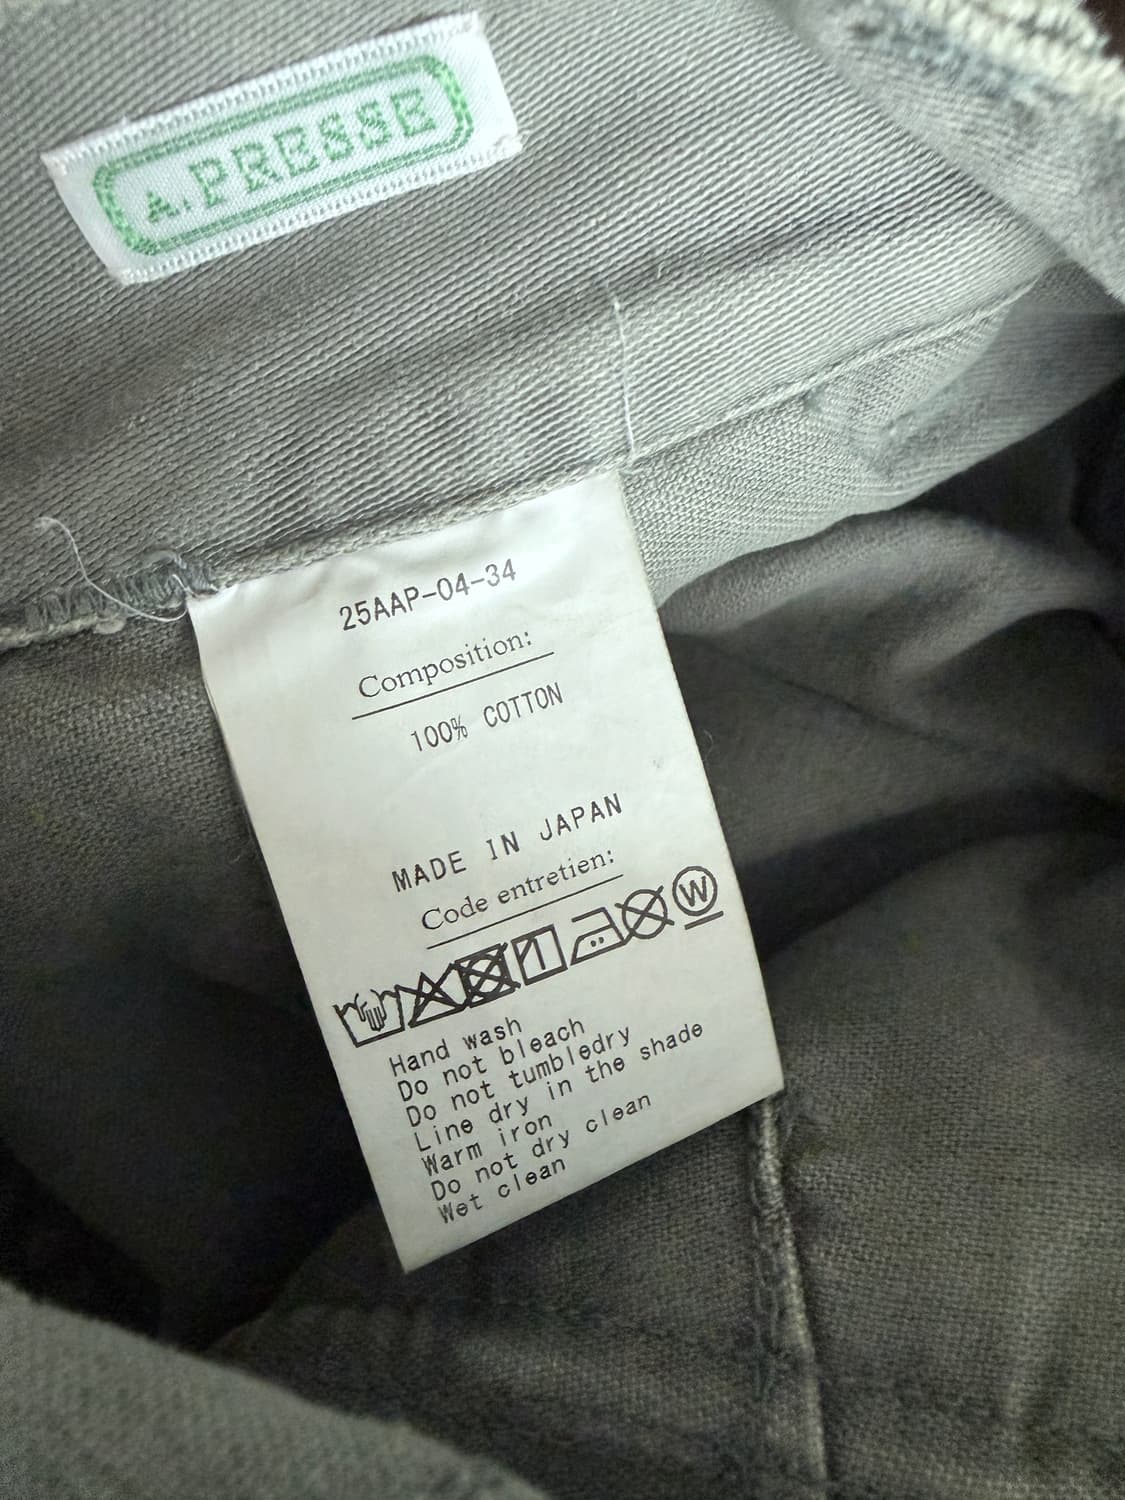 A. PRESSE
25AAP-04-34
Composition:
100% COTTON
MADE IN JAPAN
Code entretien:
W
Hand wash
Do not bleach
Do not tumbledry
Line dry in the shade
Warm iron
Do not dry clean
Wet clean